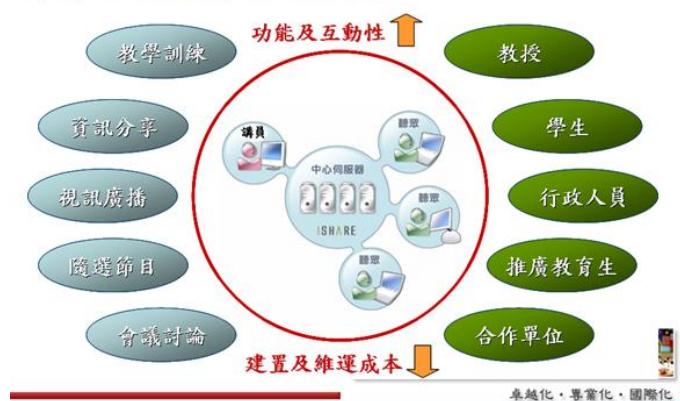 功能及互動性
教學訓練
資訊分享
視訊廣播
隨選節目
會議討論
講員
聽眾
中心伺服器
ISHARE
聽眾
聽眾
教授
學生
行政人員
推廣教育生
合作單位
建置及維運成本
卓越化・專業化・國際化